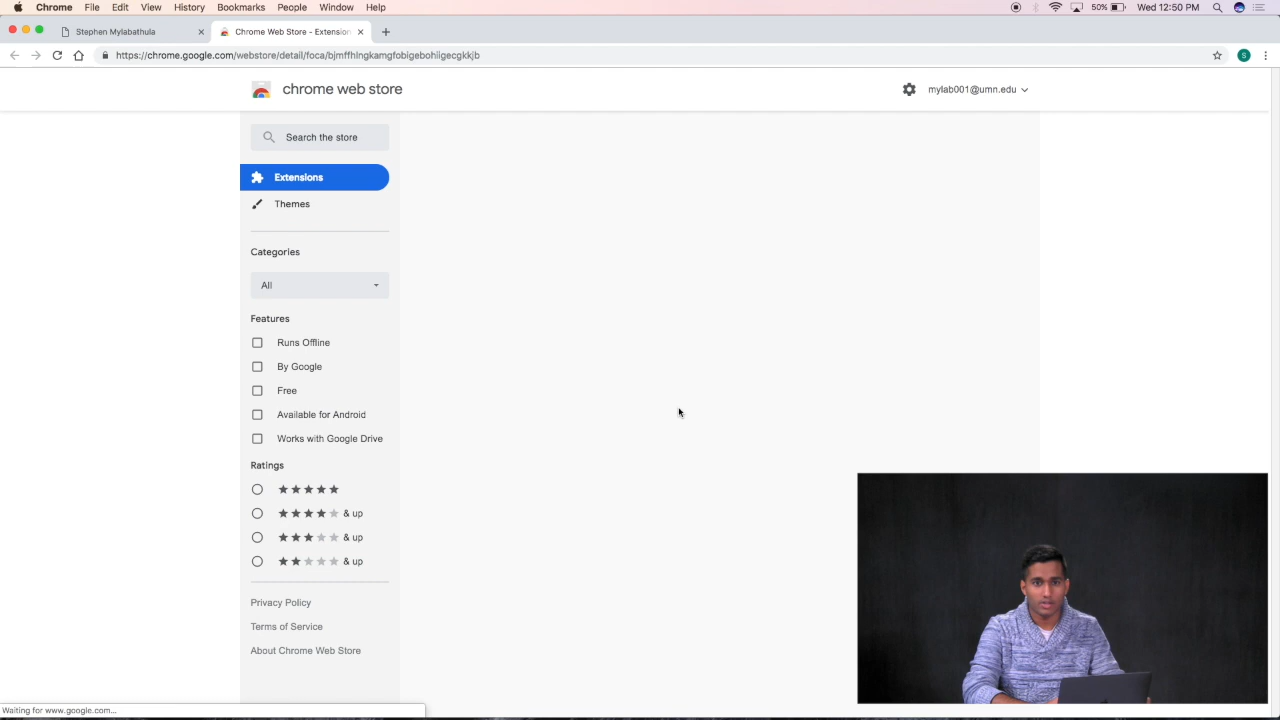 Chrome File Edit View History Bookmarks People Window Help 50% Wed 12:50 PM
Stephen Mylabathula Chrome Web Store - Extension
https://chrome.google.com/webstore/detail/foca/bjmffhlngkamgfobigebohiigecgkkjb S
chrome web store mylab001@umn.edu
Search the store
Extensions
Themes
Categories
All
Features
Runs Offline
By Google
Free
Available for Android
Works with Google Drive
Ratings
& up
& up
& up
Privacy Policy
Terms of Service
About Chrome Web Store
Waiting for www.google.com...